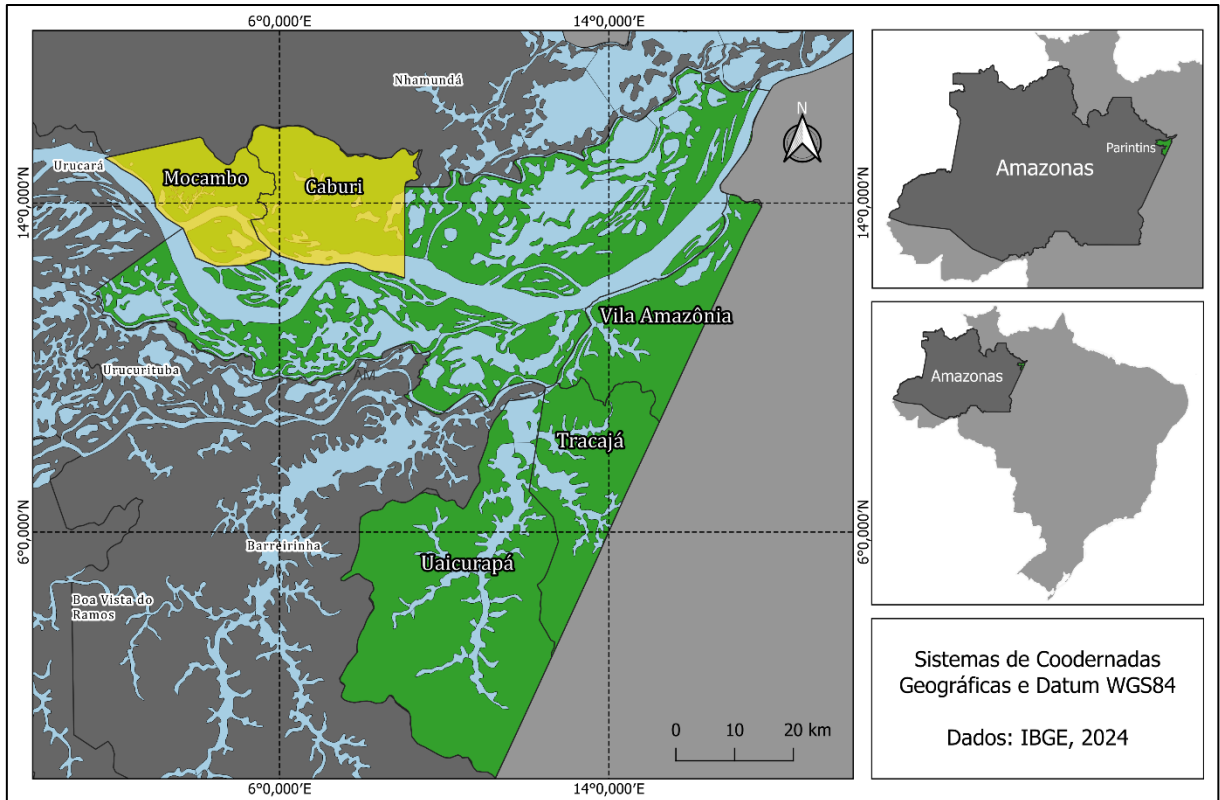 6°0,000′E
14°0,000′E
Nhamundá
N
Urucará
Mocambo
Caburi
14°0,000′N
14°0,000′N
Vila Amazônia
Urucurituba
AM
Tracajá
6°0,000′N
6°0,000′N
Barreirinha
Uaicurapá
Boa Vista do
Ramos
0
10
20 km
6°0,000′E
14°0,000′E
Parintins
Amazonas
Amazonas
Sistemas de Coodernadas
Geográficas e Datum WGS84
Dados: IBGE, 2024